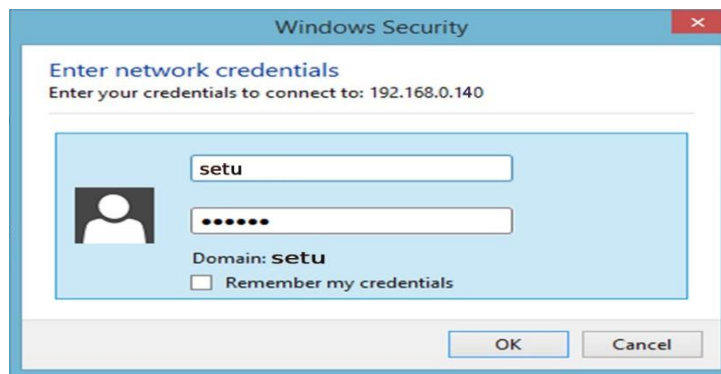 Windows Security
Enter network credentials
Enter your credentials to connect to: 192.168.0.140
setu
••••••
Domain: setu
Remember my credentials
OK Cancel